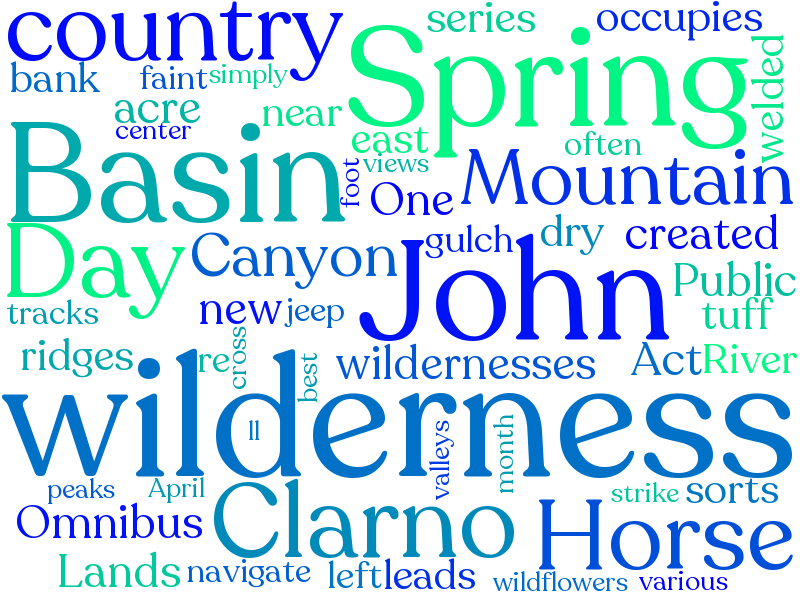 country
series
occupies
bank
faint
simply
Spring
welded
acre
center
near
east
often
views
foot
Basin
One
Mountain
Day
Canyon
gulch
dry
created
John
Public
tuff
tracks
new
jeep
ridges
re
cross
best
wildernesses
Act
River
wilderness
ll
valleys
month
peaks
April
strike
sorts
Omnibus
Clarno
Horse
Lands
navigate
left
leads
wildflowers
various